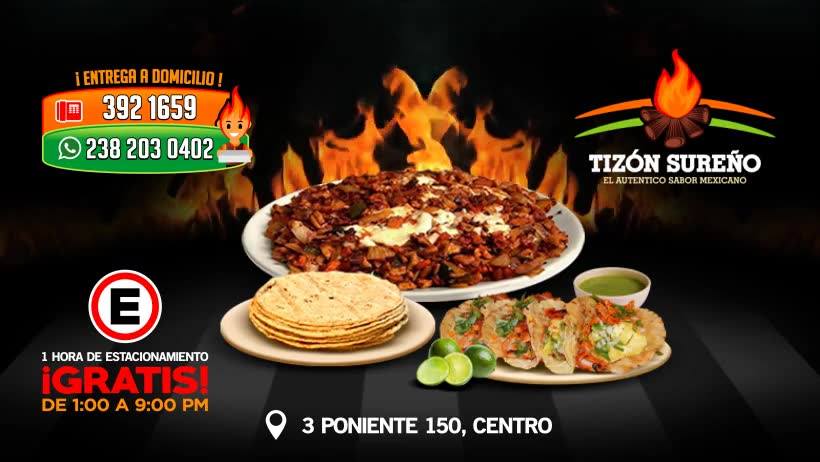 ¡ ENTREGA A DOMICILIO !
392 1659
238 203 0402
TIZÓN SUREÑO
EL AUTENTICO SABOR MEXICANO
E
1 HORA DE ESTACIONAMIENTO
¡GRATIS!
DE 1:00 A 9:00 PM
3 PONIENTE 150, CENTRO